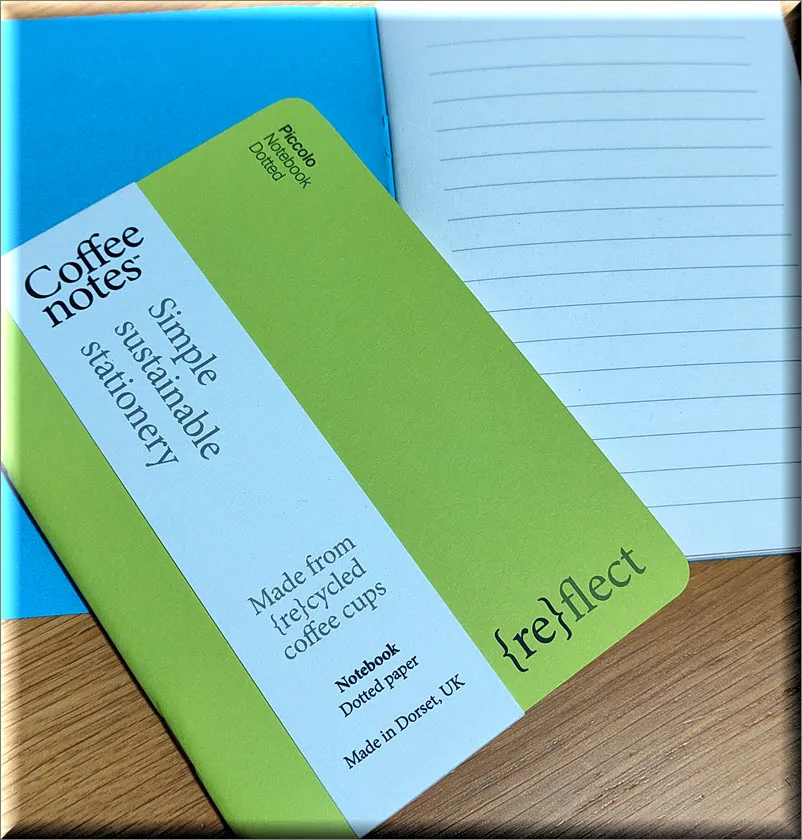 Piccolo
Notebook
Dotted
Coffee
notes™
Simple
sustainable
stationery
Made from
{re}cycled
coffee cups
Notebook
Dotted paper
Made in Dorset, UK
{re}flect